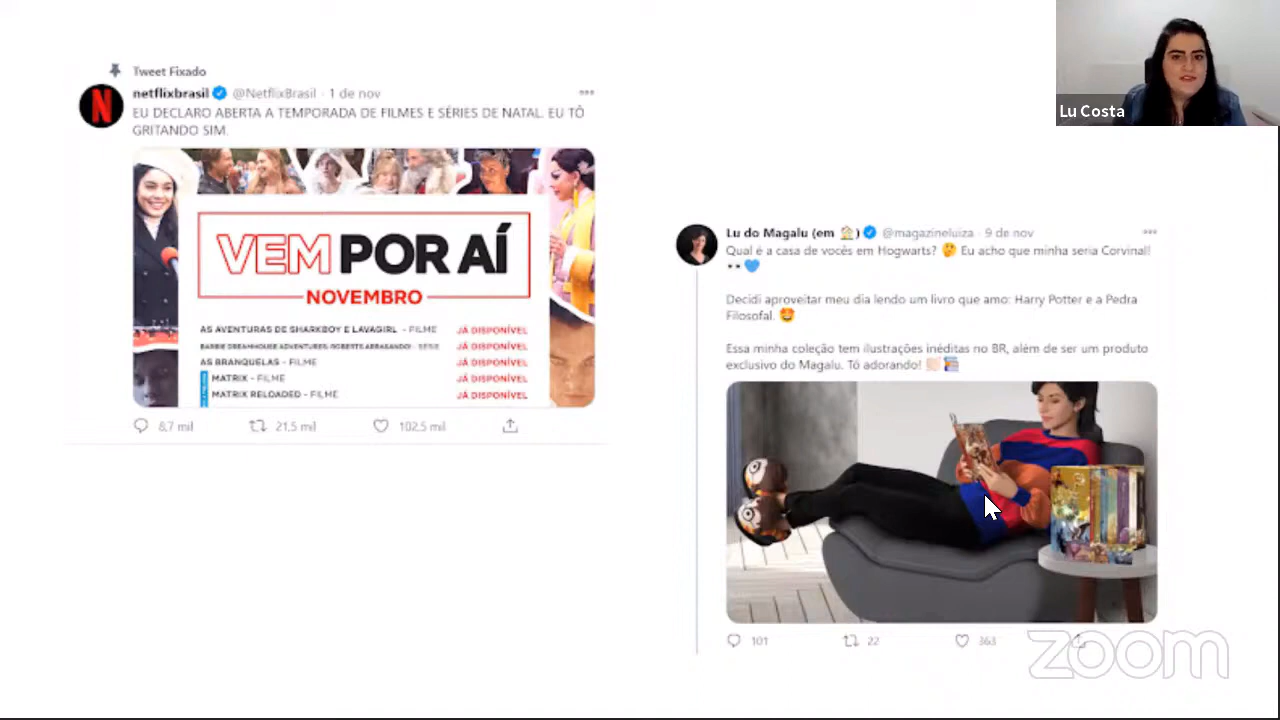 Lu Costa
Tweet Fixado
netflixbrasil @NetflixBrasil · 1 de nov
EU DECLARO ABERTA A TEMPORADA DE FILMES E SÉRIES DE NATAL. EU TÔ
GRITANDO SIM.
N
VEM POR AÍ
NOVEMBRO
AS AVENTURAS DE SHARKBOY E LAVAGIRL - FILME JÁ DISPONÍVEL
BARBIE DREAMHOUSE ADVENTURES: ROBERTS ARRASANDO! - SÉRIE JÁ DISPONÍVEL
AS BRANQUELAS - FILME JÁ DISPONÍVEL
MATRIX - FILME JÁ DISPONÍVEL
MATRIX RELOADED - FILME JÁ DISPONÍVEL
8,7 mil 21,5 mil 102,5 mil
Lu do Magalu (em 🏠) @magazineluiza · 9 de nov
Qual é a casa de vocês em Hogwarts? 🤔 Eu acho que minha seria Corvinal!
👀💙
Decidi aproveitar meu dia lendo um livro que amo: Harry Potter e a Pedra
Filosofal. 🤩
Essa minha coleção tem ilustrações inéditas no BR, além de ser um produto
exclusivo do Magalu. Tô adorando! 👏🏻📚
101 22 363
zoom